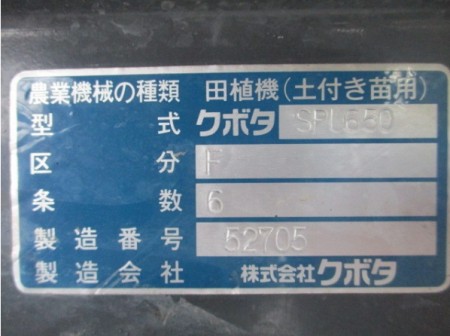 農業機械の種類 田植機(土付き苗用)
型式 クボタ SPU650
区分 F
条数 6
製造番号 52705
製造会社 株式会社クボタ